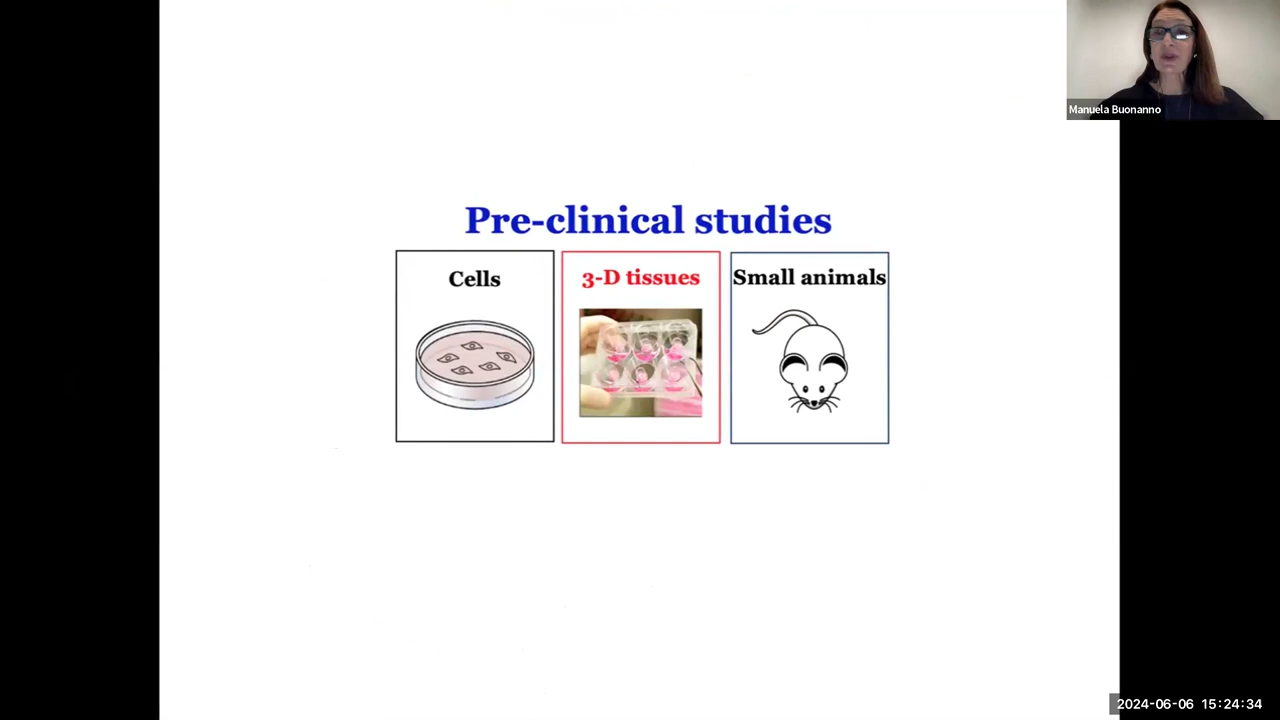 Manuela Buonanno
Pre-clinical studies
Cells
3-D tissues
Small animals
2024-06-06 15:24:34